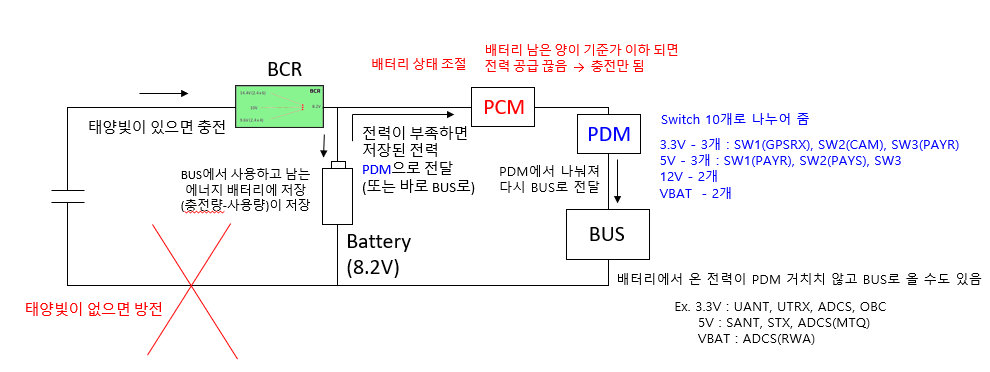 배터리 남은 양이 기준가 이하 되면
전력 공급 끊음 → 충전만 됨
배터리 상태 조절
BCR
BCR
8.2V
PCM
태양빛이 있으면 충전
전력이 부족하면
저장된 전력
PDM으로 전달
(또는 바로 BUS로)
PDM
Switch 10개로 나누어 줌
3.3V - 3개 : SW1(GPSRX), SW2(CAM), SW3(PAYR)
5V - 3개 : SW1(PAYR), SW2(PAYS), SW3
12V - 2개
VBAT - 2개
BUS에서 사용하고 남는
에너지 배터리에 저장
(충전량-사용량)이 저장
PDM에서 나눠져
다시 BUS로 전달
BUS
Battery
(8.2V)
태양빛이 없으면 방전
배터리에서 온 전력이 PDM 거치치 않고 BUS로 올 수도 있음
Ex. 3.3V : UANT, UTRX, ADCS, OBC
5V : SANT, STX, ADCS(MTQ)
VBAT : ADCS(RWA)